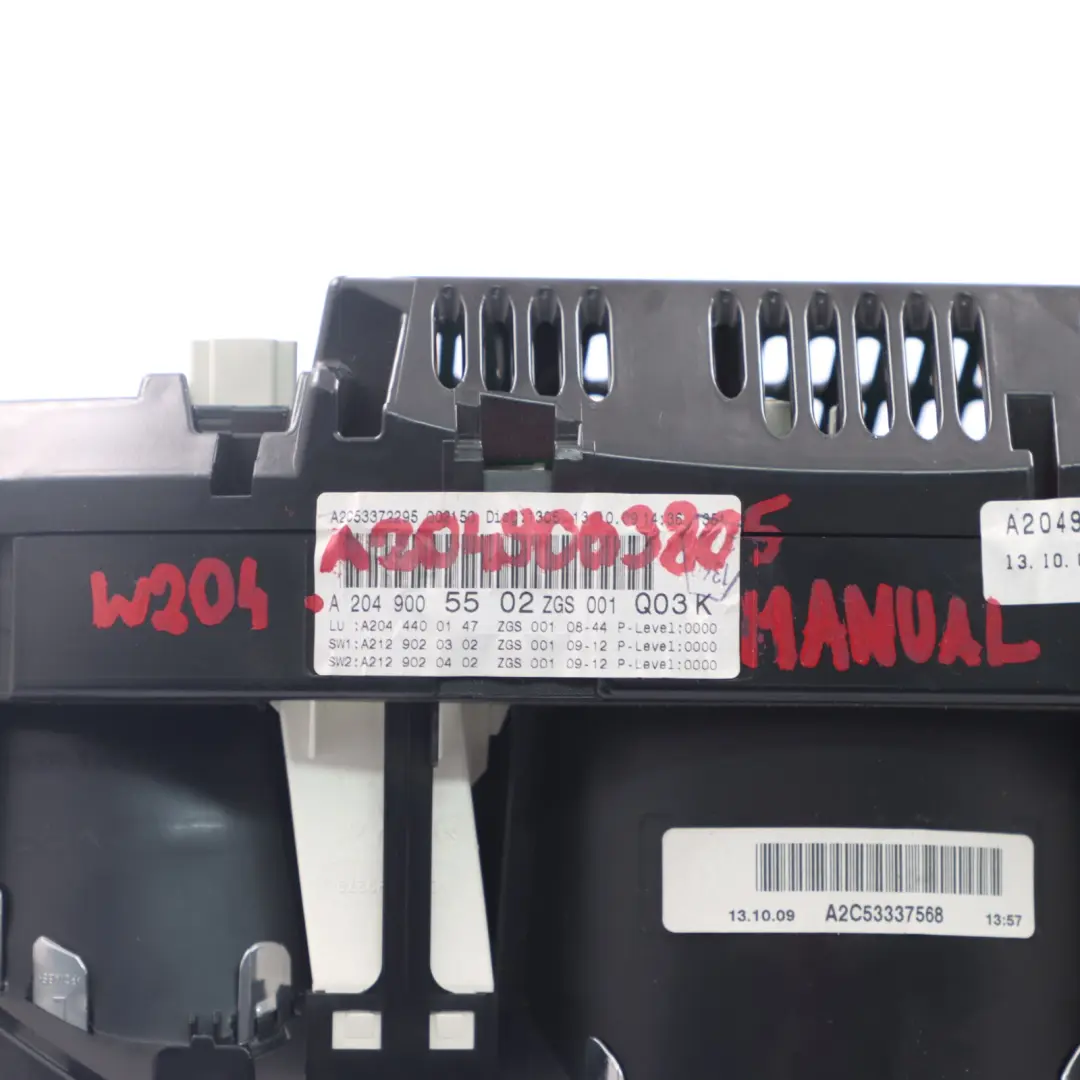 A2C53372295
A2049003805
W204
A 204 900 55 02 ZGS 001 Q03 K
LU :A204 440 01 47 ZGS 001 08-44 P-Level:0000
SW1:A212 902 03 02 ZGS 001 09-12 P-Level:0000
SW2:A212 902 04 02 ZGS 001 09-12 P-Level:0000
MANUAL
A2049
13.10.
13.10.09 A2C53337568 13:57